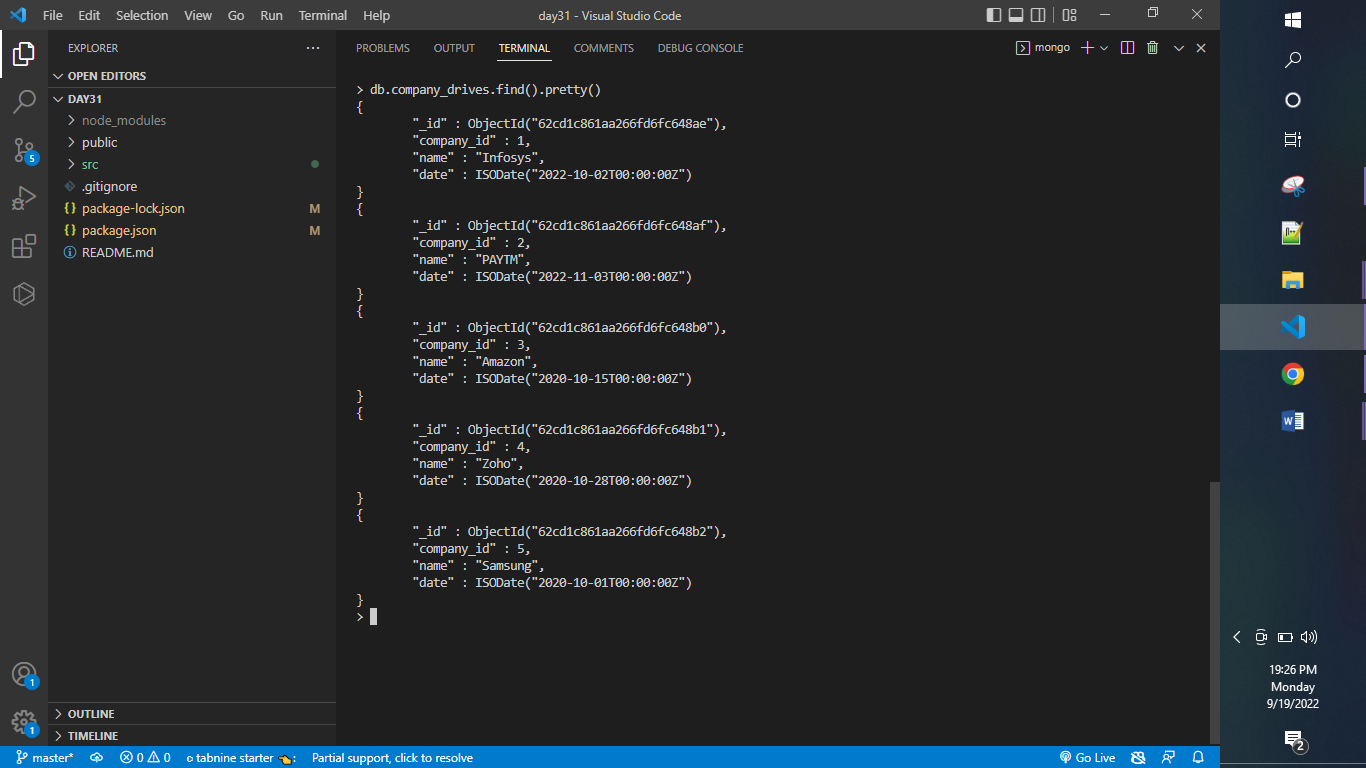 File Edit Selection View Go Run Terminal Help
day31 - Visual Studio Code
EXPLORER
OPEN EDITORS
DAY31
node_modules
public
src
.gitignore
{} package-lock.json M
{} package.json M
README.md
OUTLINE
TIMELINE
5
1
1
PROBLEMS OUTPUT TERMINAL COMMENTS DEBUG CONSOLE
mongo
> db.company_drives.find().pretty()
{
"_id" : ObjectId("62cd1c861aa266fd6fc648ae"),
"company_id" : 1,
"name" : "Infosys",
"date" : ISODate("2022-10-02T00:00:00Z")
}
{
"_id" : ObjectId("62cd1c861aa266fd6fc648af"),
"company_id" : 2,
"name" : "PAYTM",
"date" : ISODate("2022-11-03T00:00:00Z")
}
{
"_id" : ObjectId("62cd1c861aa266fd6fc648b0"),
"company_id" : 3,
"name" : "Amazon",
"date" : ISODate("2020-10-15T00:00:00Z")
}
{
"_id" : ObjectId("62cd1c861aa266fd6fc648b1"),
"company_id" : 4,
"name" : "Zoho",
"date" : ISODate("2020-10-28T00:00:00Z")
}
{
"_id" : ObjectId("62cd1c861aa266fd6fc648b2"),
"company_id" : 5,
"name" : "Samsung",
"date" : ISODate("2020-10-01T00:00:00Z")
}
>
master* 0 0 tabnine starter 👈: Partial support, click to resolve
Go Live
W
19:26 PM
Monday
9/19/2022
2